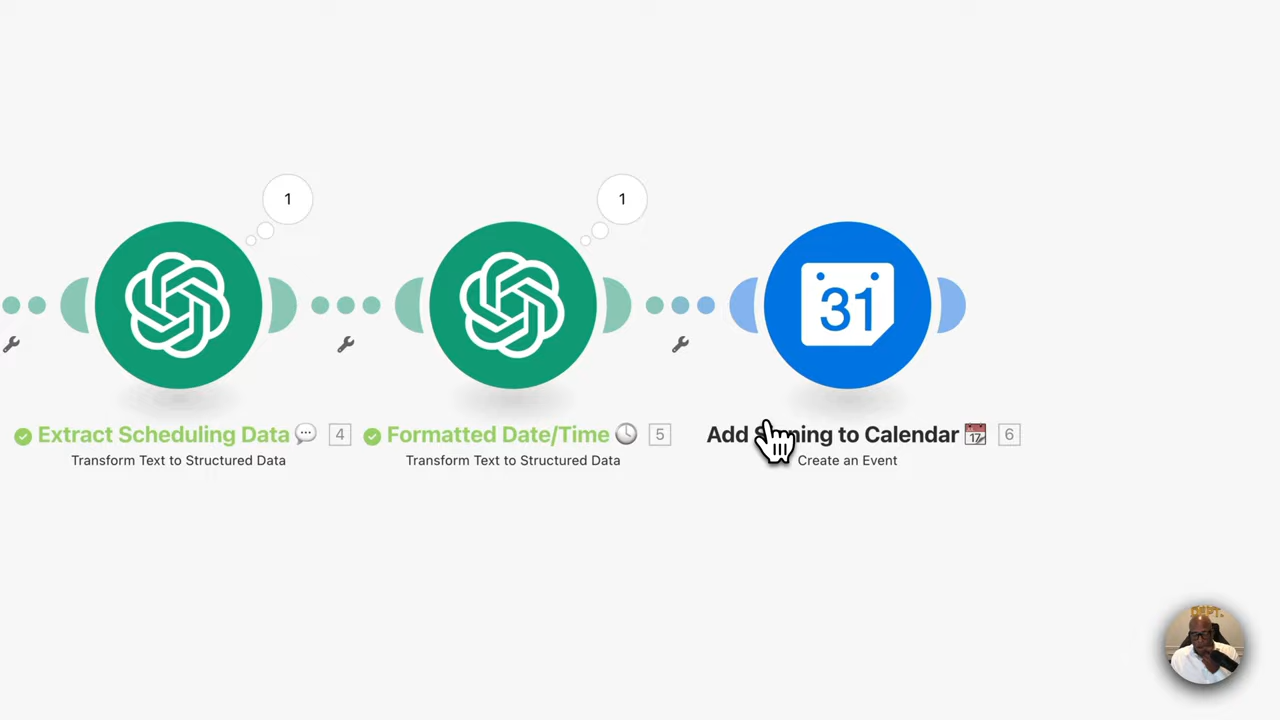 1
1
31
Extract Scheduling Data 4
Formatted Date/Time 5
Add to Calendar 17 6
Transform Text to Structured Data
Transform Text to Structured Data
Create an Event